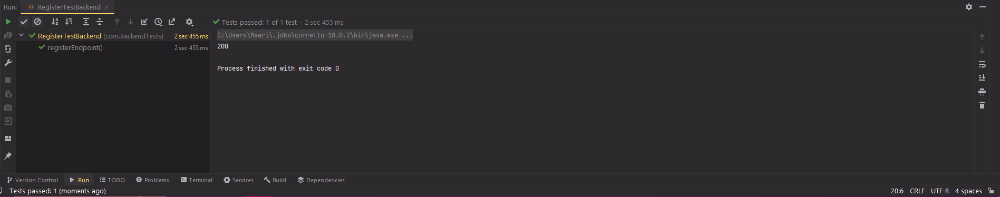 Run: RegisterTestBackend
Tests passed: 1 of 1 test – 2 sec 455 ms
RegisterTestBackend (com.BackendTests) 2 sec 455 ms
registerEndpoint() 2 sec 455 ms
C:\Users\Maari\.jdks\corretto-18.0.2\bin\java.exe ...
200
Process finished with exit code 0
Version Control Run TODO Problems Terminal Services Build Dependencies
Tests passed: 1 (moments ago) 20:6 CRLF UTF-8 4 spaces